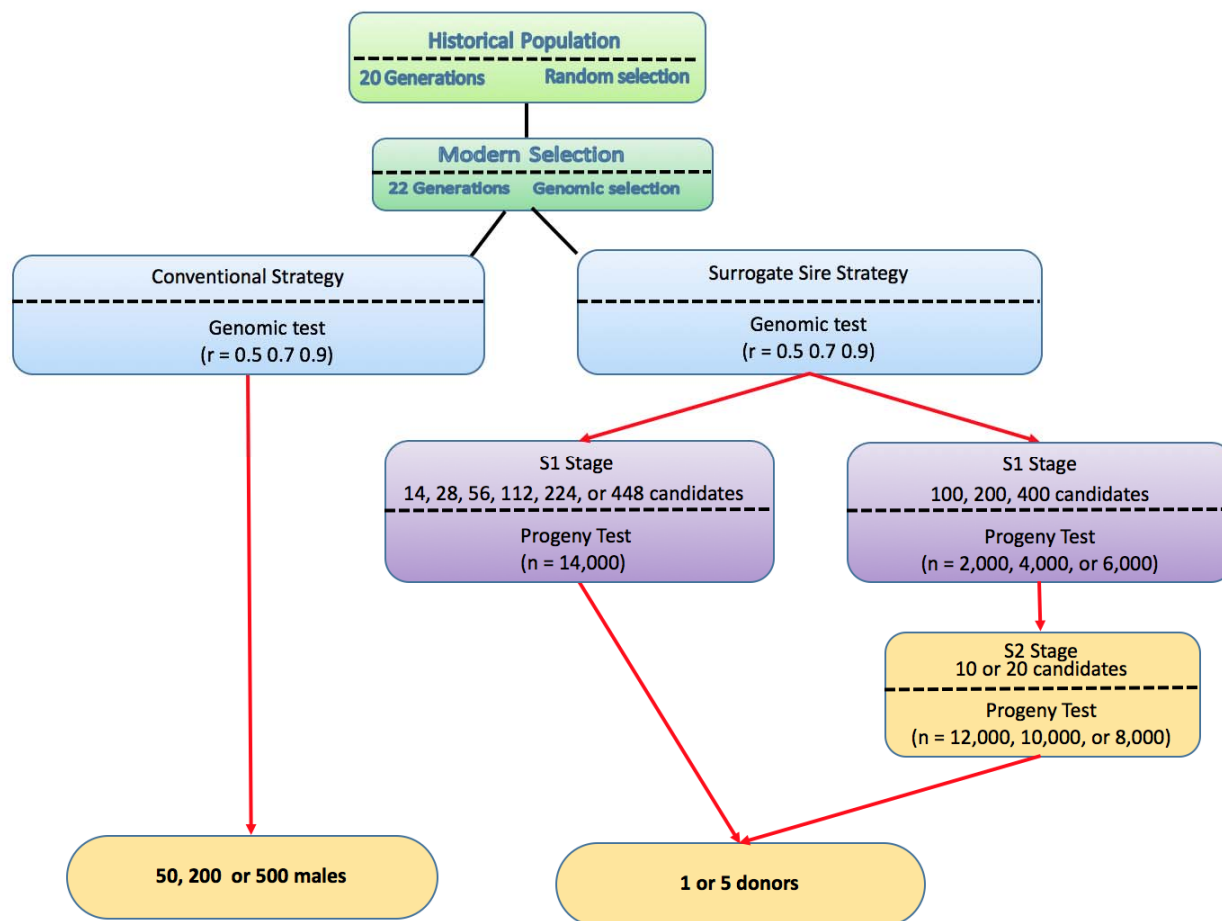 Historical Population
20 Generations Random selection
Modern Selection
22 Generations Genomic selection
Conventional Strategy
Genomic test
(r = 0.5 0.7 0.9)
Surrogate Sire Strategy
Genomic test
(r = 0.5 0.7 0.9)
S1 Stage
14, 28, 56, 112, 224, or 448 candidates
Progeny Test
(n = 14,000)
S1 Stage
100, 200, 400 candidates
Progeny Test
(n = 2,000, 4,000, or 6,000)
S2 Stage
10 or 20 candidates
Progeny Test
(n = 12,000, 10,000, or 8,000)
50, 200 or 500 males
1 or 5 donors